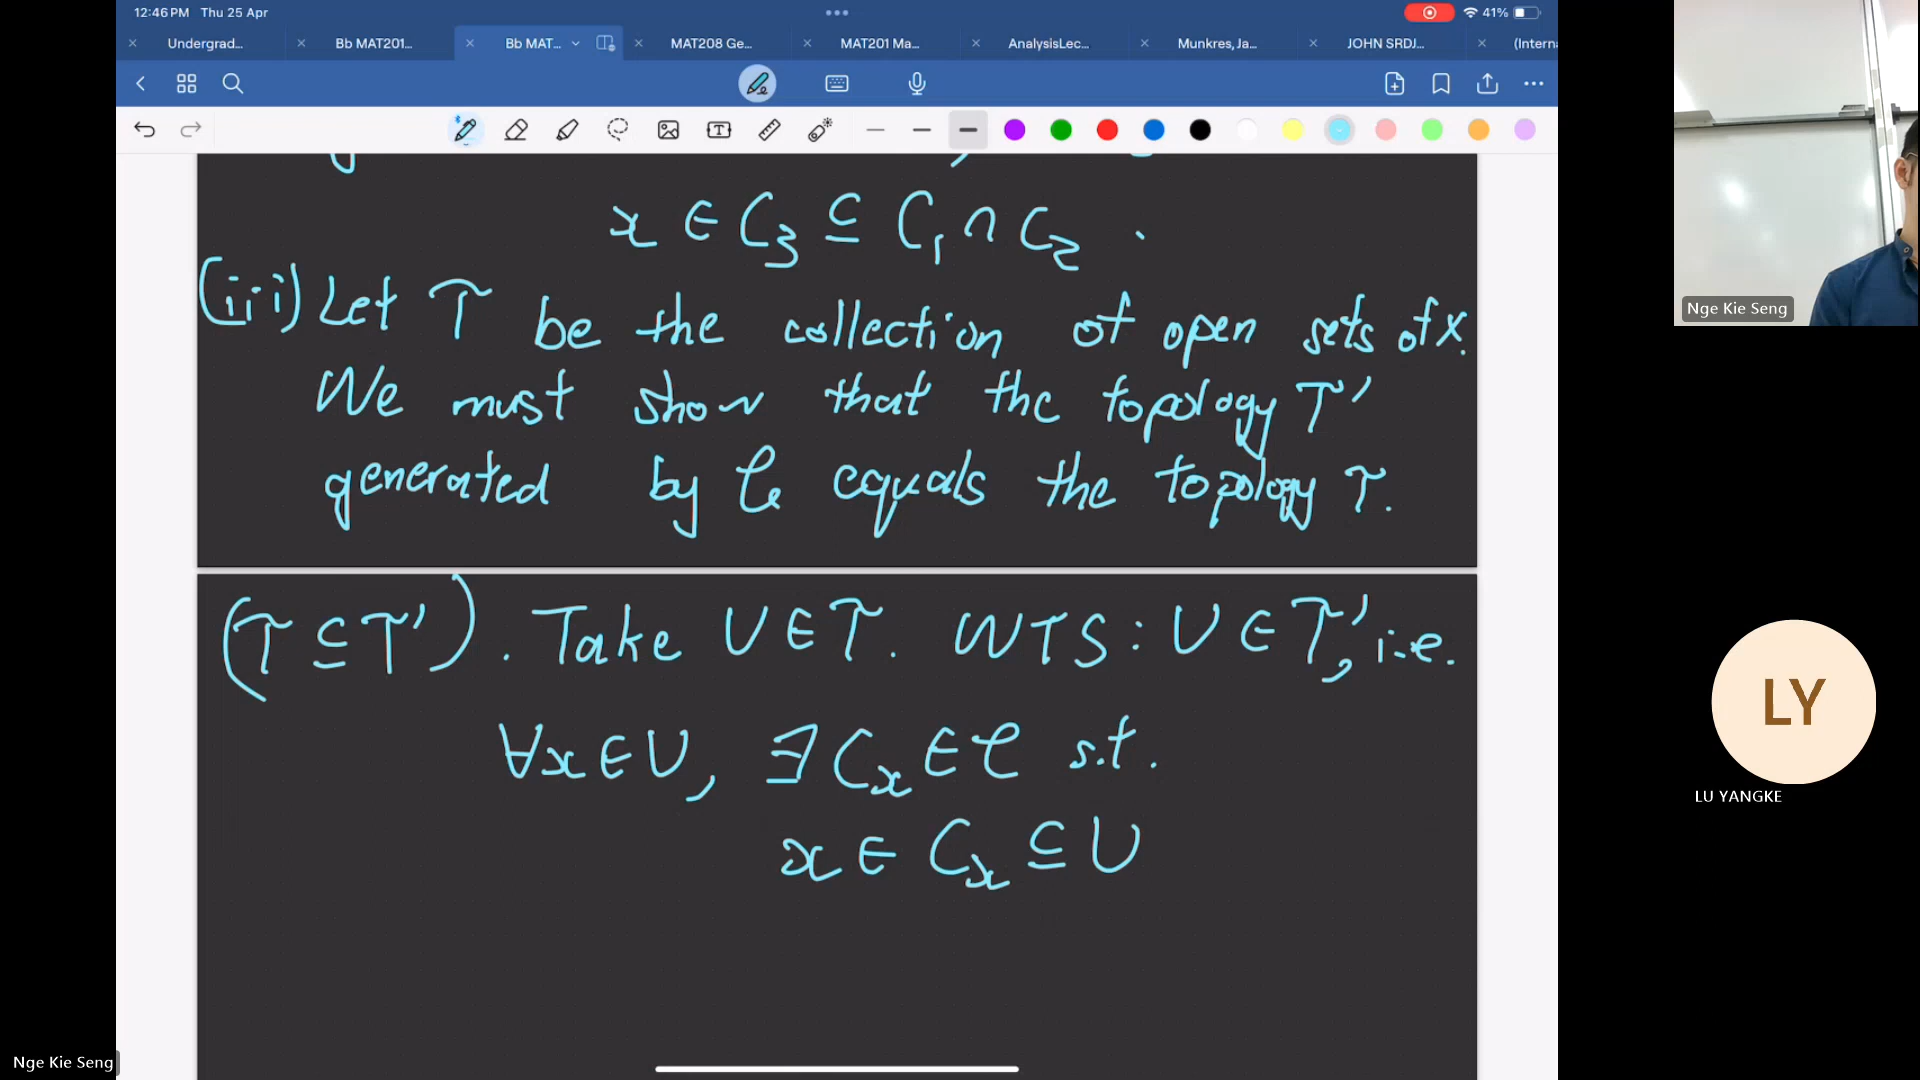 12:46 PM Thu 25 Apr
41%
Undergrad... Bb MAT201... Bb MAT... MAT208 Ge... MAT201 Ma... AnalysisLec... Munkres, Ja... JOHN SRDJ... (Interna
x ∈ C₃ ⊆ C₁ ∩ C₂ .
(iii) Let T be the collection of open sets of X.
We must show that the topology T'
generated by C equals the topology T.
(T ⊆ T'). Take U ∈ T. WTS: U ∈ T', i.e.
∀x ∈ U, ∃ Cₓ ∈ C s.t.
x ∈ Cₓ ⊆ U
Nge Kie Seng
LY
LU YANGKE
Nge Kie Seng